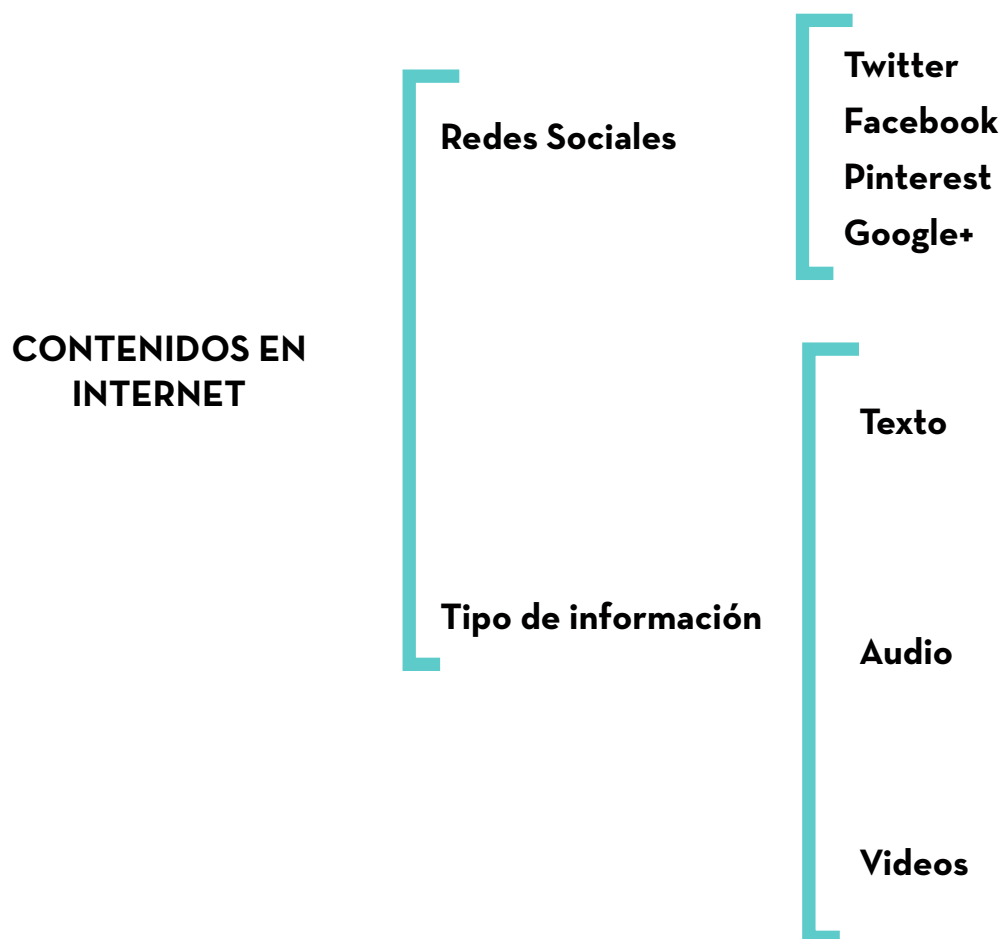 CONTENIDOS EN
INTERNET
Redes Sociales
Twitter
Facebook
Pinterest
Google+
Tipo de información
Texto
Audio
Videos